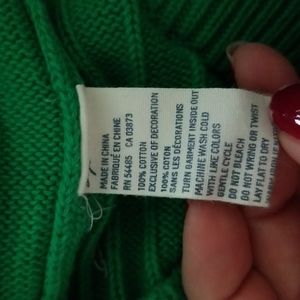 MADE IN CHINA
FABRIQUÉ EN CHINE
RN 54485 CA 03873
100% COTTON
EXCLUSIVE OF DECORATION
100% COTON
SANS LES DÉCORATIONS
TURN GARMENT INSIDE OUT
MACHINE WASH COLD
WITH LIKE COLORS
GENTLE CYCLE
DO NOT BLEACH
DO NOT WRING OR TWIST
LAY FLAT TO DRY